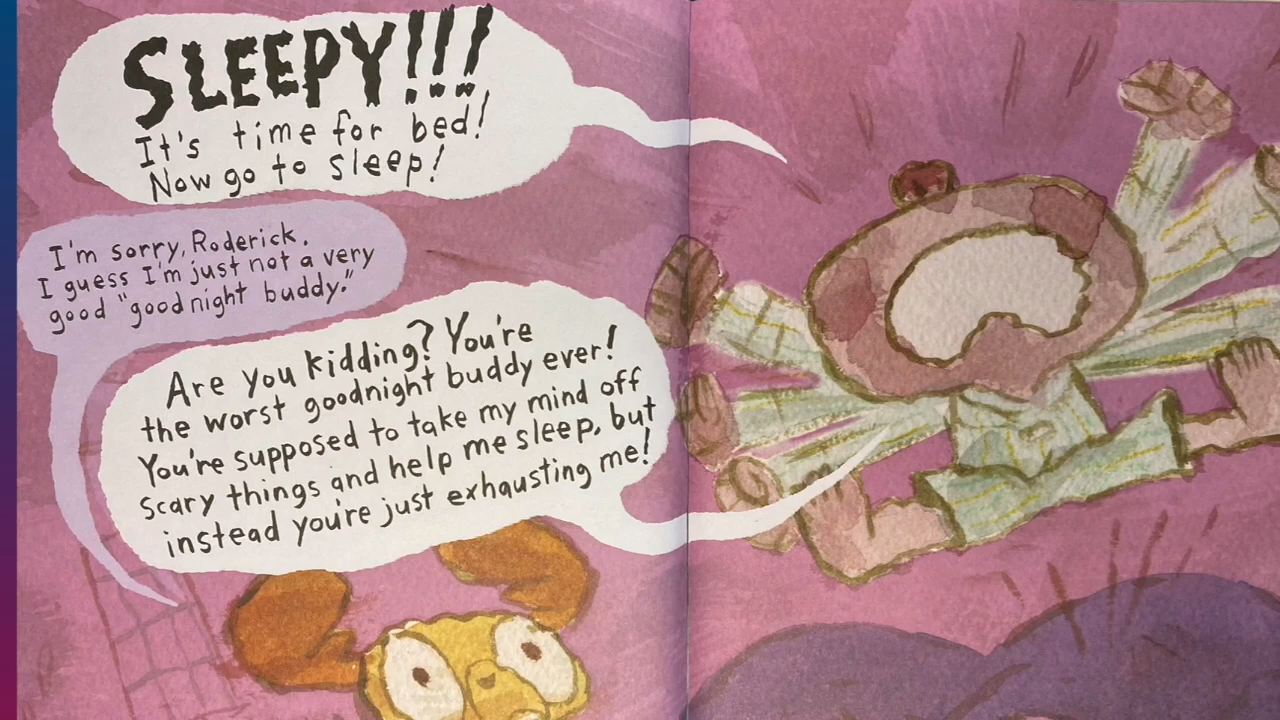 SLEEPY!!!
It's time for bed!
Now go to sleep!
I'm sorry, Roderick.
I guess I'm just not a very
good "goodnight buddy."
Are you kidding? You're
the worst goodnight buddy ever!
You're supposed to take my mind off
scary things and help me sleep, but
instead you're just exhausting me!